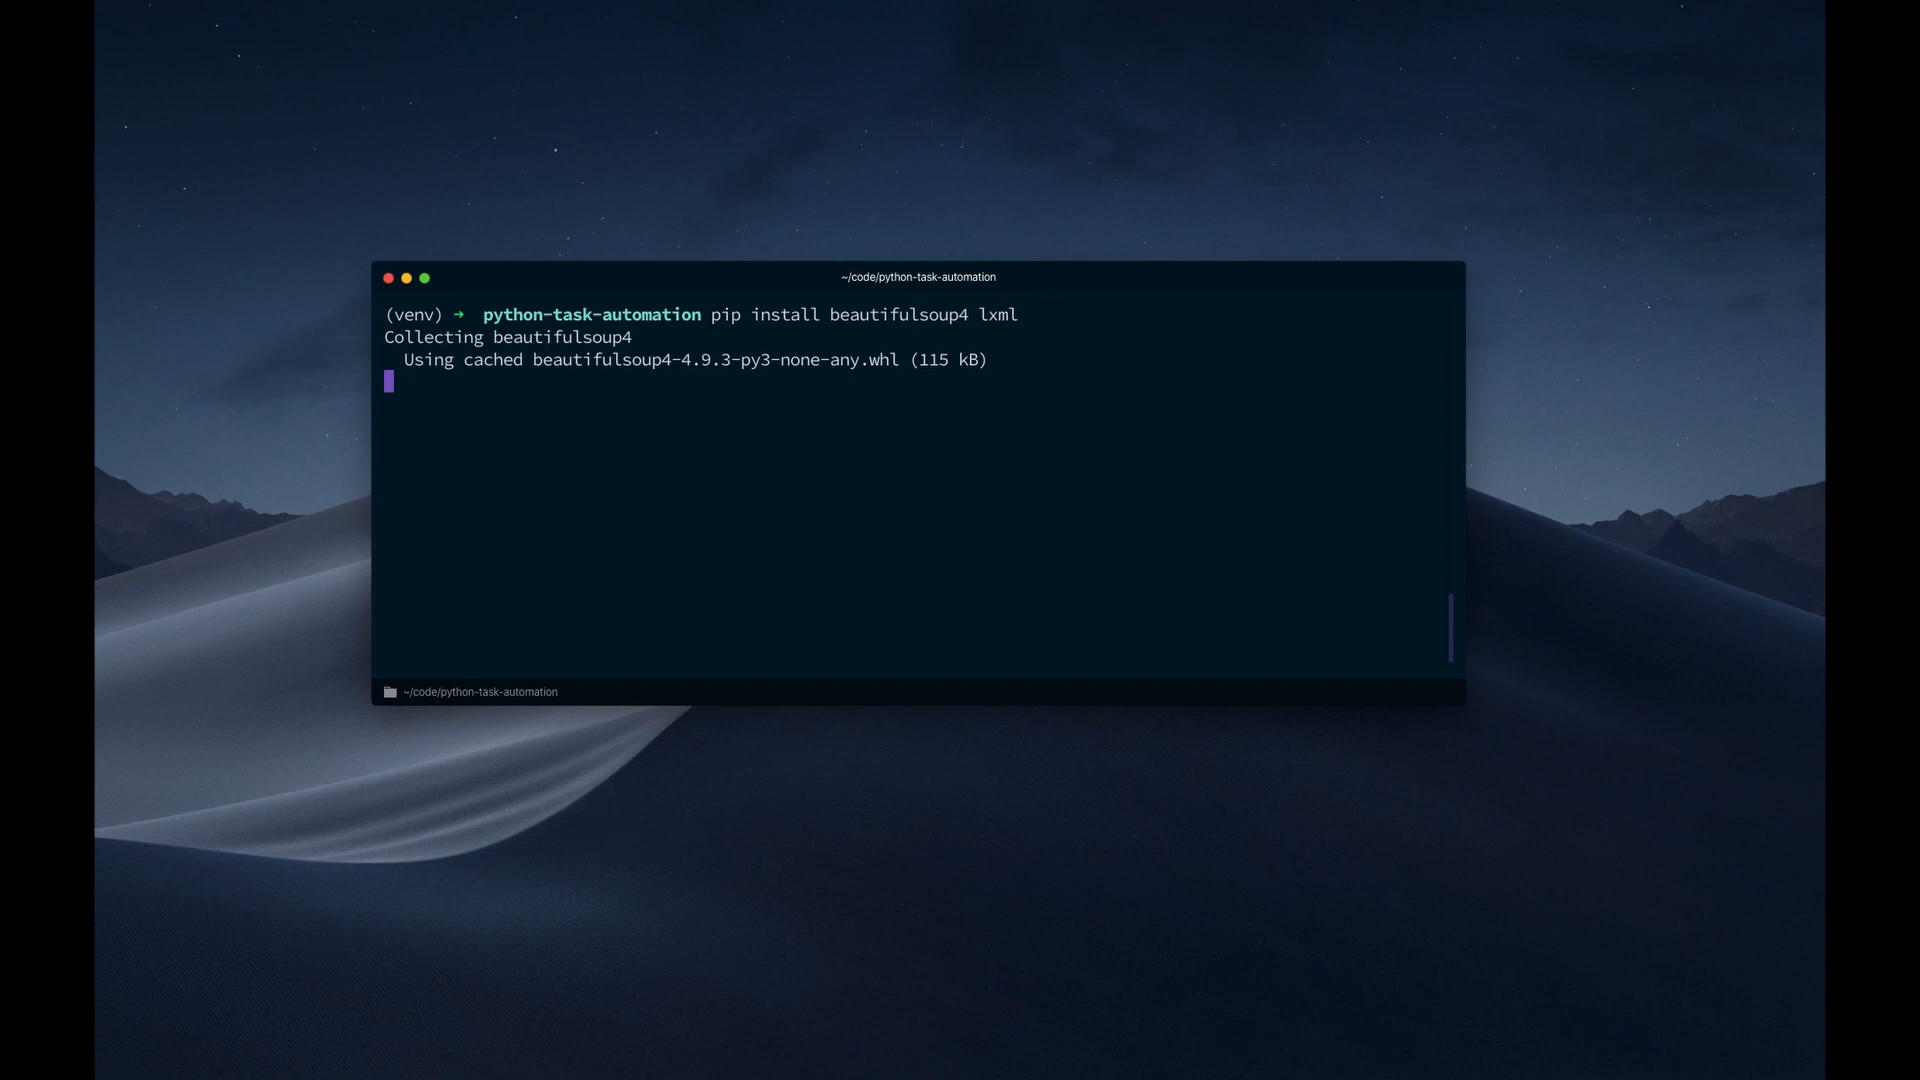 ~/code/python-task-automation
(venv) ➜  python-task-automation pip install beautifulsoup4 lxml
Collecting beautifulsoup4
  Using cached beautifulsoup4-4.9.3-py3-none-any.whl (115 kB)
~/code/python-task-automation